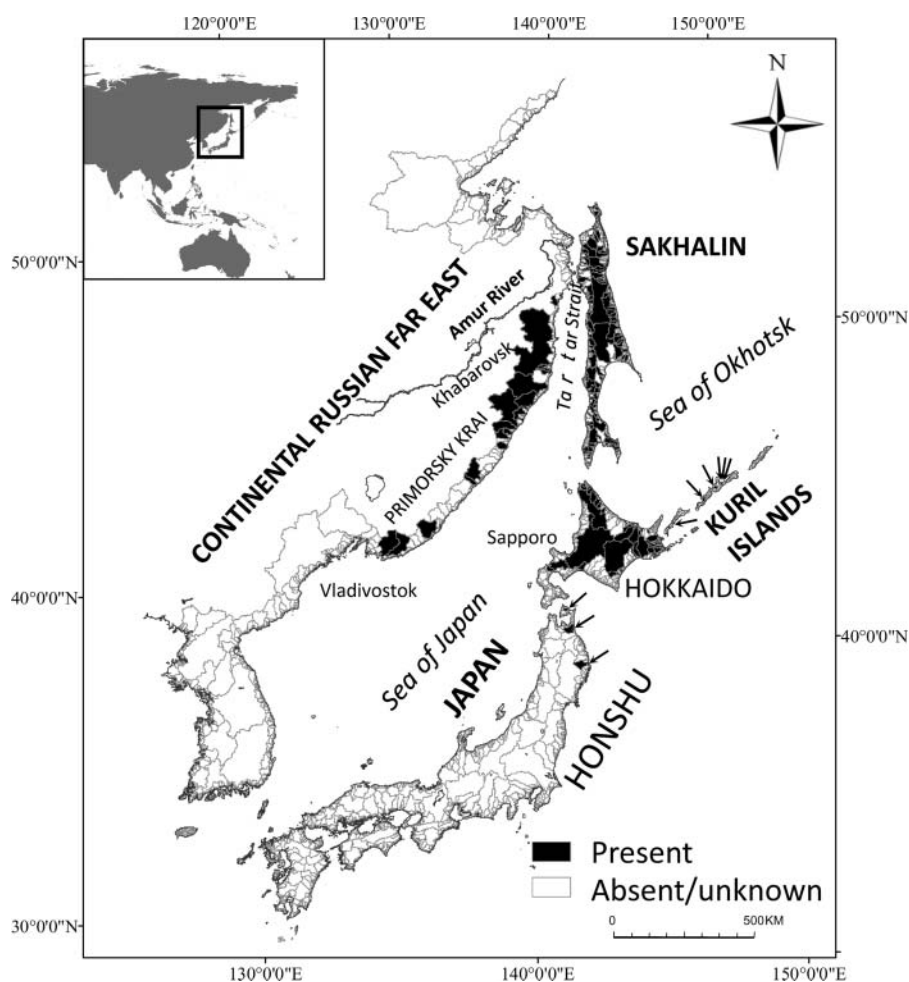 120°0'0"E
140°0'0"E
150°0'0"E
N
50°0'0"N
SAKHALIN
CONTINENTAL RUSSIAN FAR EAST
Amur River
Tartar Strait
50°0'0"N
Khabarovsk
Sea of Okhotsk
PRIMORSKY KRAI
KURIL
ISLANDS
Sapporo
Vladivostok
HOKKAIDO
40°0'0"N
40°0'0"N
Sea of Japan
JAPAN
HONSHU
Present
Absent/unknown
0
500KM
30°0'0"N
130°0'0"E
140°0'0"E
150°0'0"E